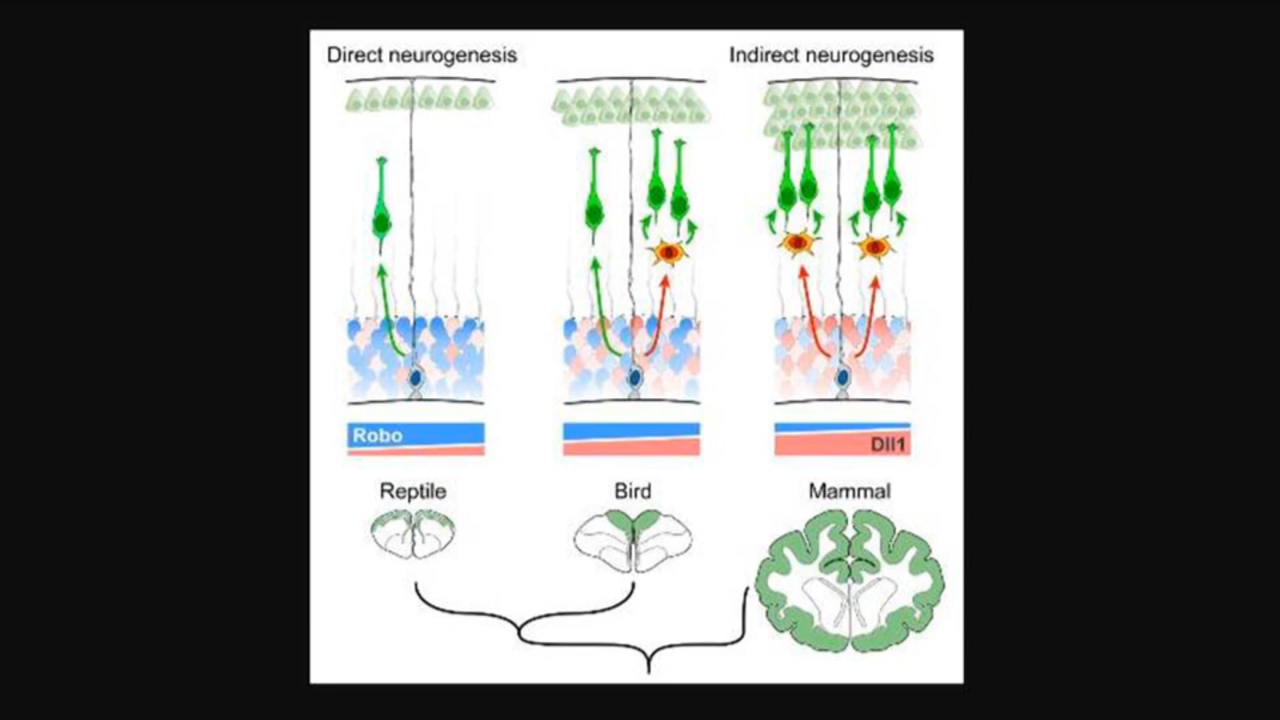 Direct neurogenesis
Indirect neurogenesis
Robo
Dll1
Reptile
Bird
Mammal